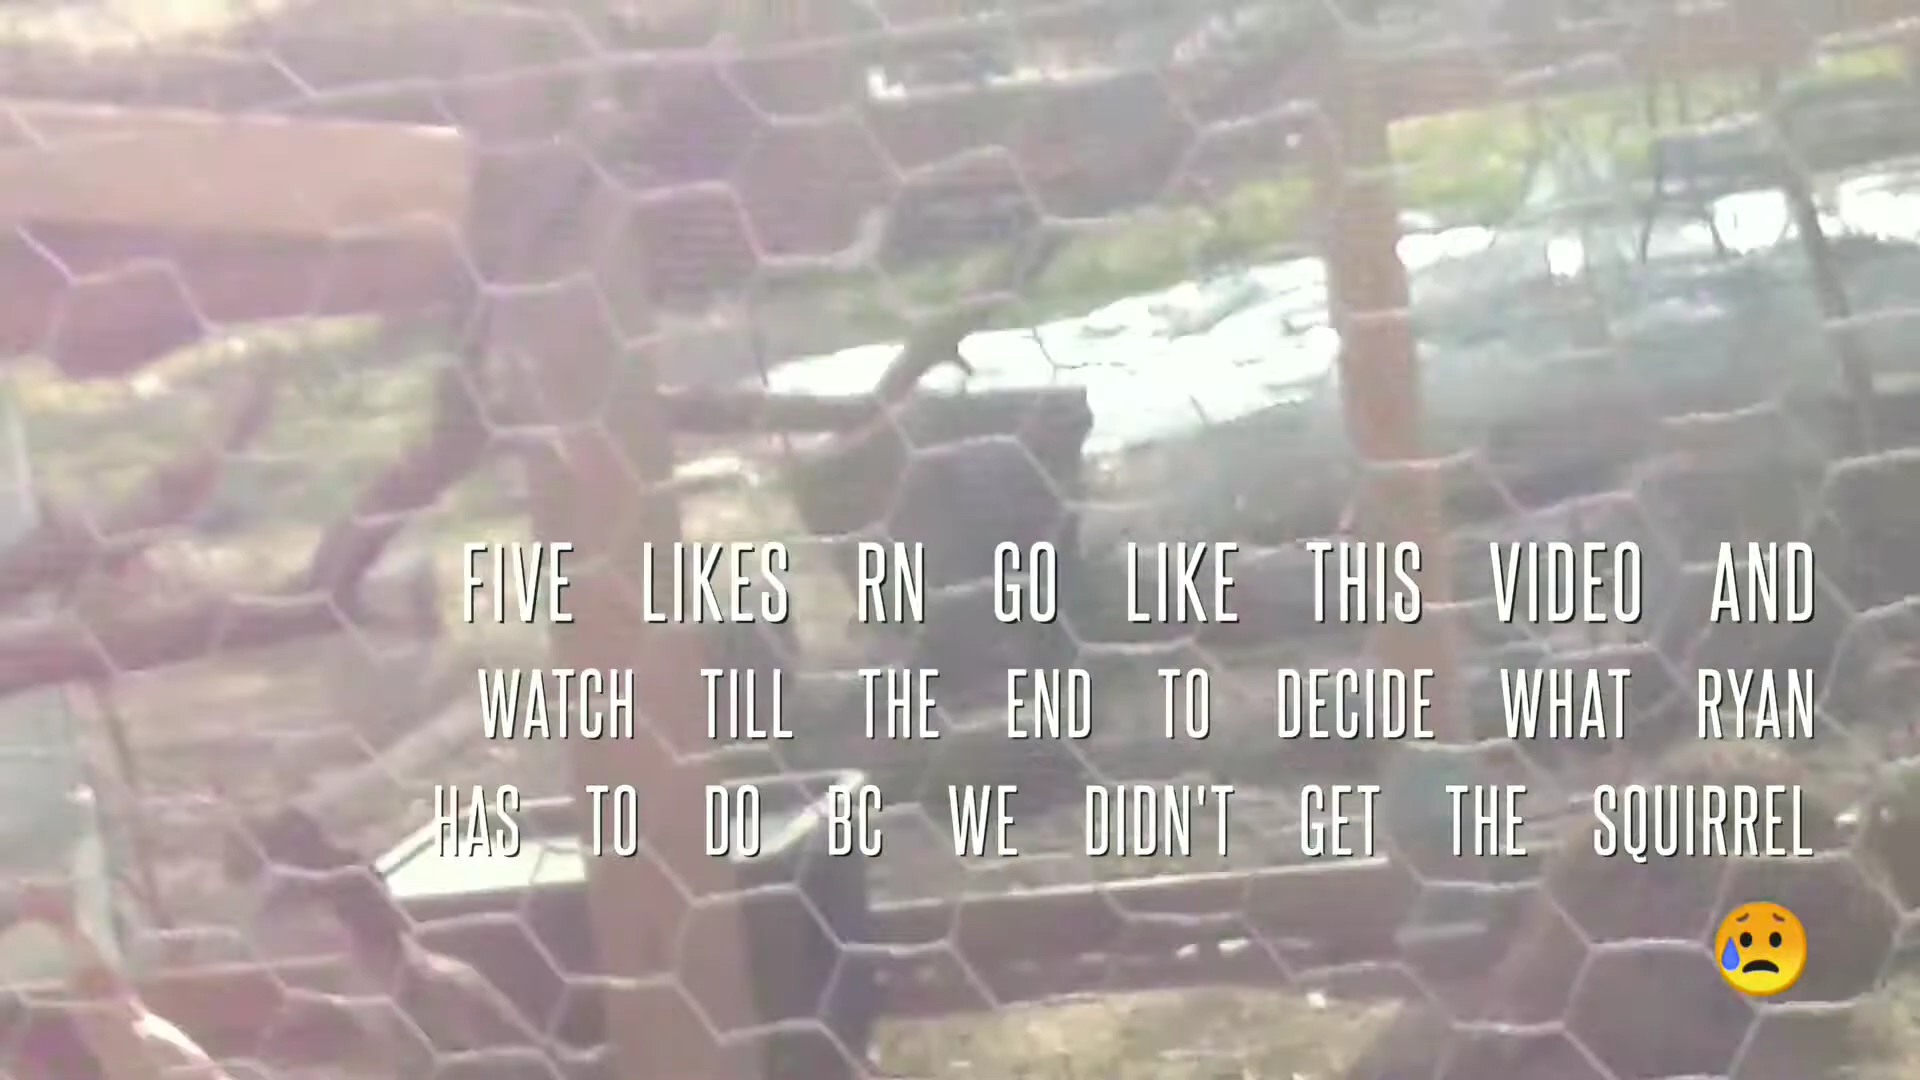 FIVE LIKES RN GO LIKE THIS VIDEO AND
WATCH TILL THE END TO DECIDE WHAT RYAN
HAS TO DO BC WE DIDN'T GET THE SQUIRREL
😥